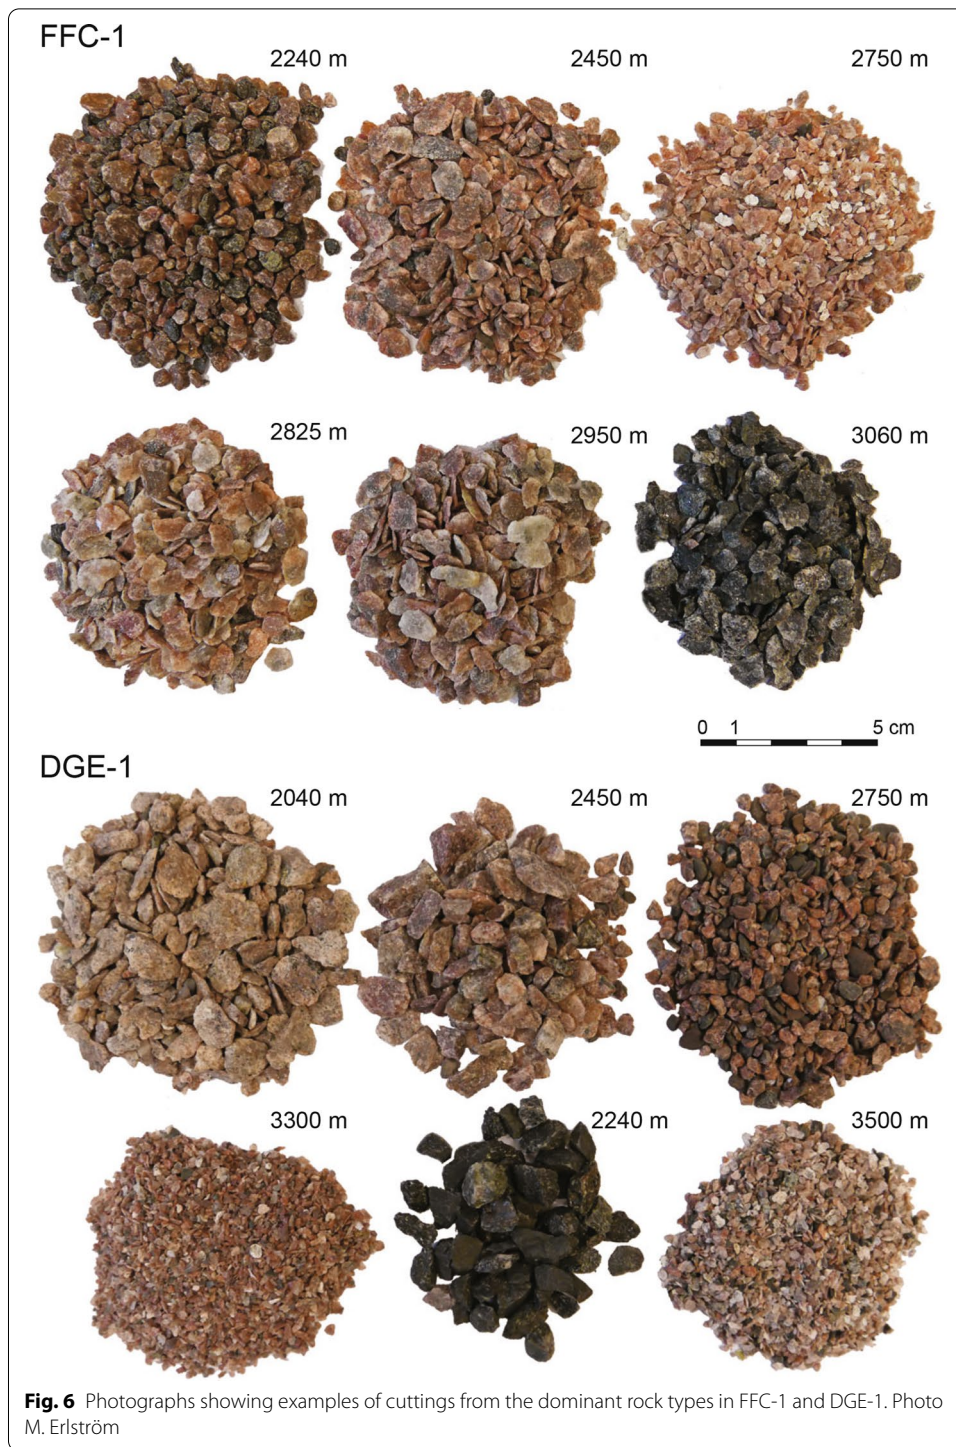 FFC-1
2240 m
2450 m
2750 m
2825 m
2950 m
3060 m
0 1 5 cm
DGE-1
2040 m
2450 m
2750 m
3300 m
2240 m
3500 m
Fig. 6 Photographs showing examples of cuttings from the dominant rock types in FFC-1 and DGE-1. Photo
M. Erlström